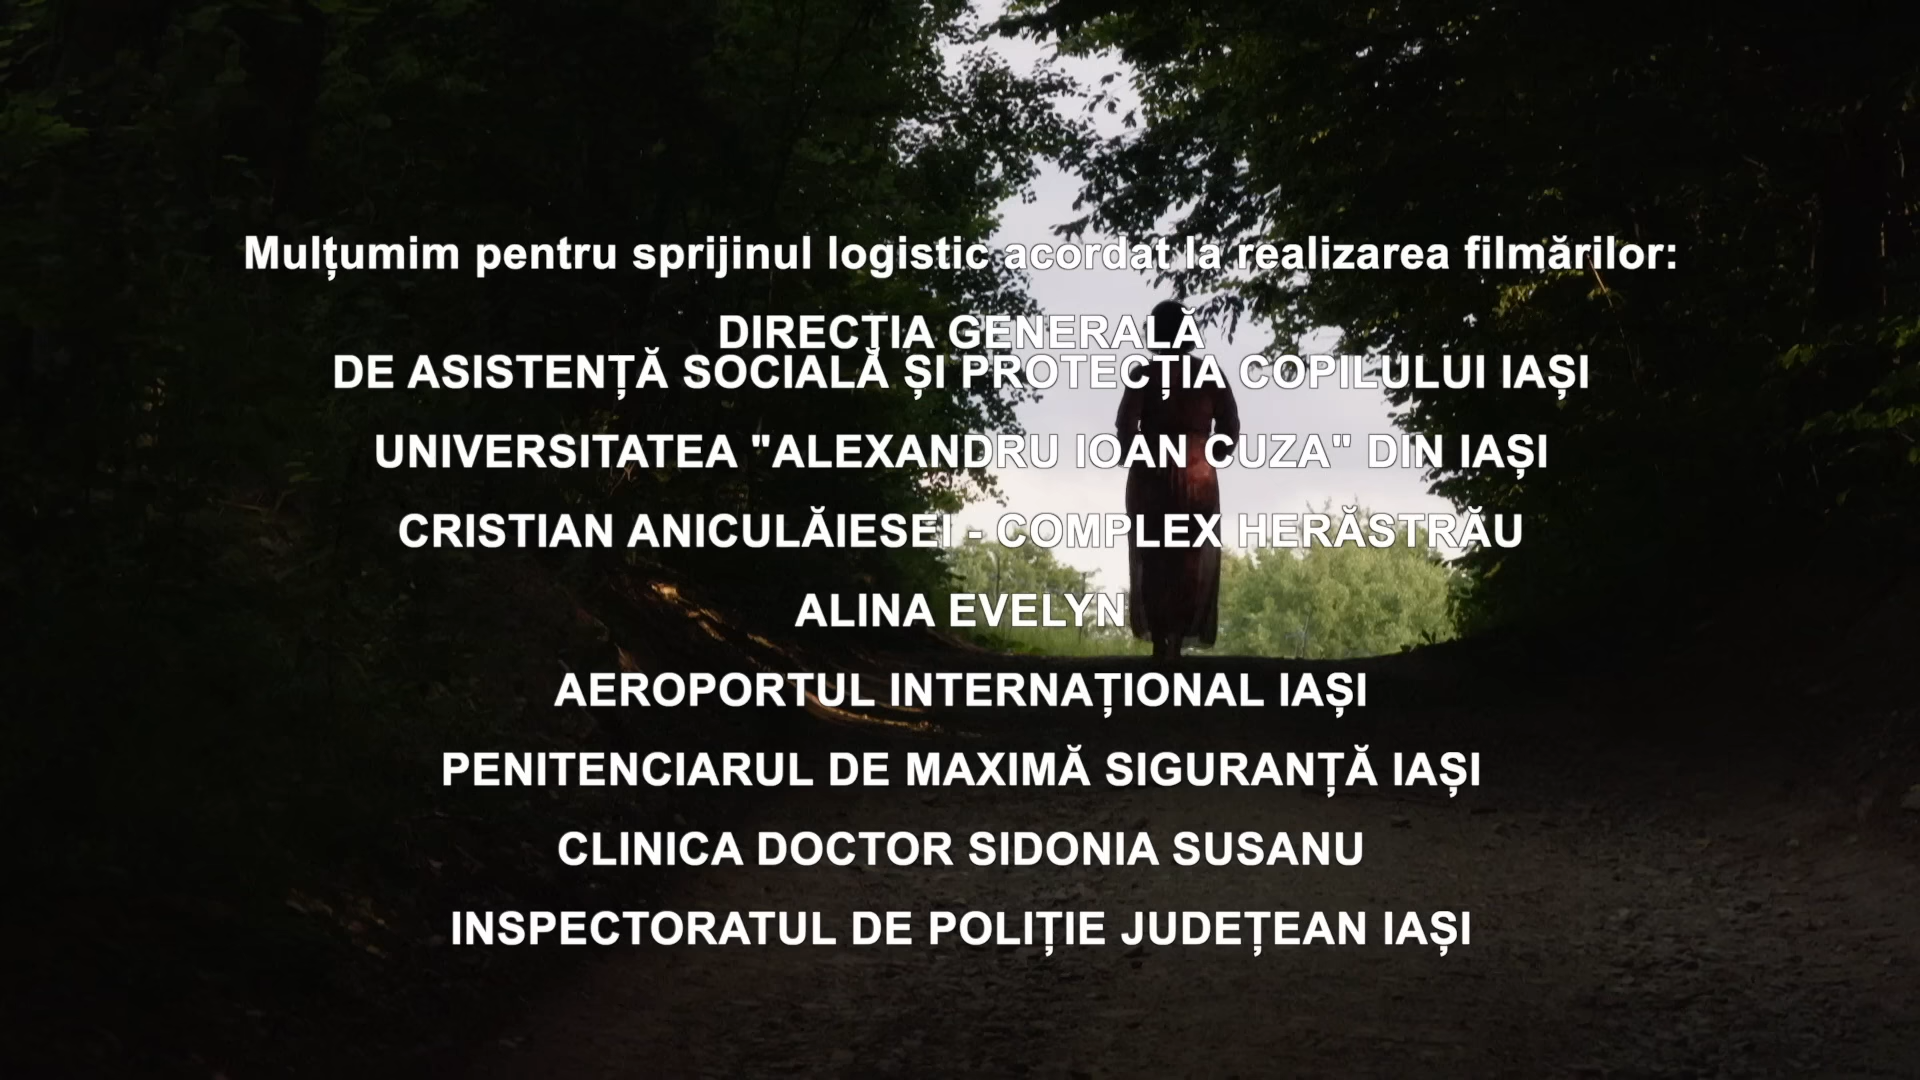 Mulțumim pentru sprijinul logistic acordat la realizarea filmărilor:
DIRECȚIA GENERALĂ
DE ASISTENȚĂ SOCIALĂ ȘI PROTECȚIA COPILULUI IAȘI
UNIVERSITATEA "ALEXANDRU IOAN CUZA" DIN IAȘI
CRISTIAN ANICULĂIESEI - COMPLEX HERĂSTRĂU
ALINA EVELYN
AEROPORTUL INTERNAȚIONAL IAȘI
PENITENCIARUL DE MAXIMĂ SIGURANȚĂ IAȘI
CLINICA DOCTOR SIDONIA SUSANU
INSPECTORATUL DE POLIȚIE JUDEȚEAN IAȘI